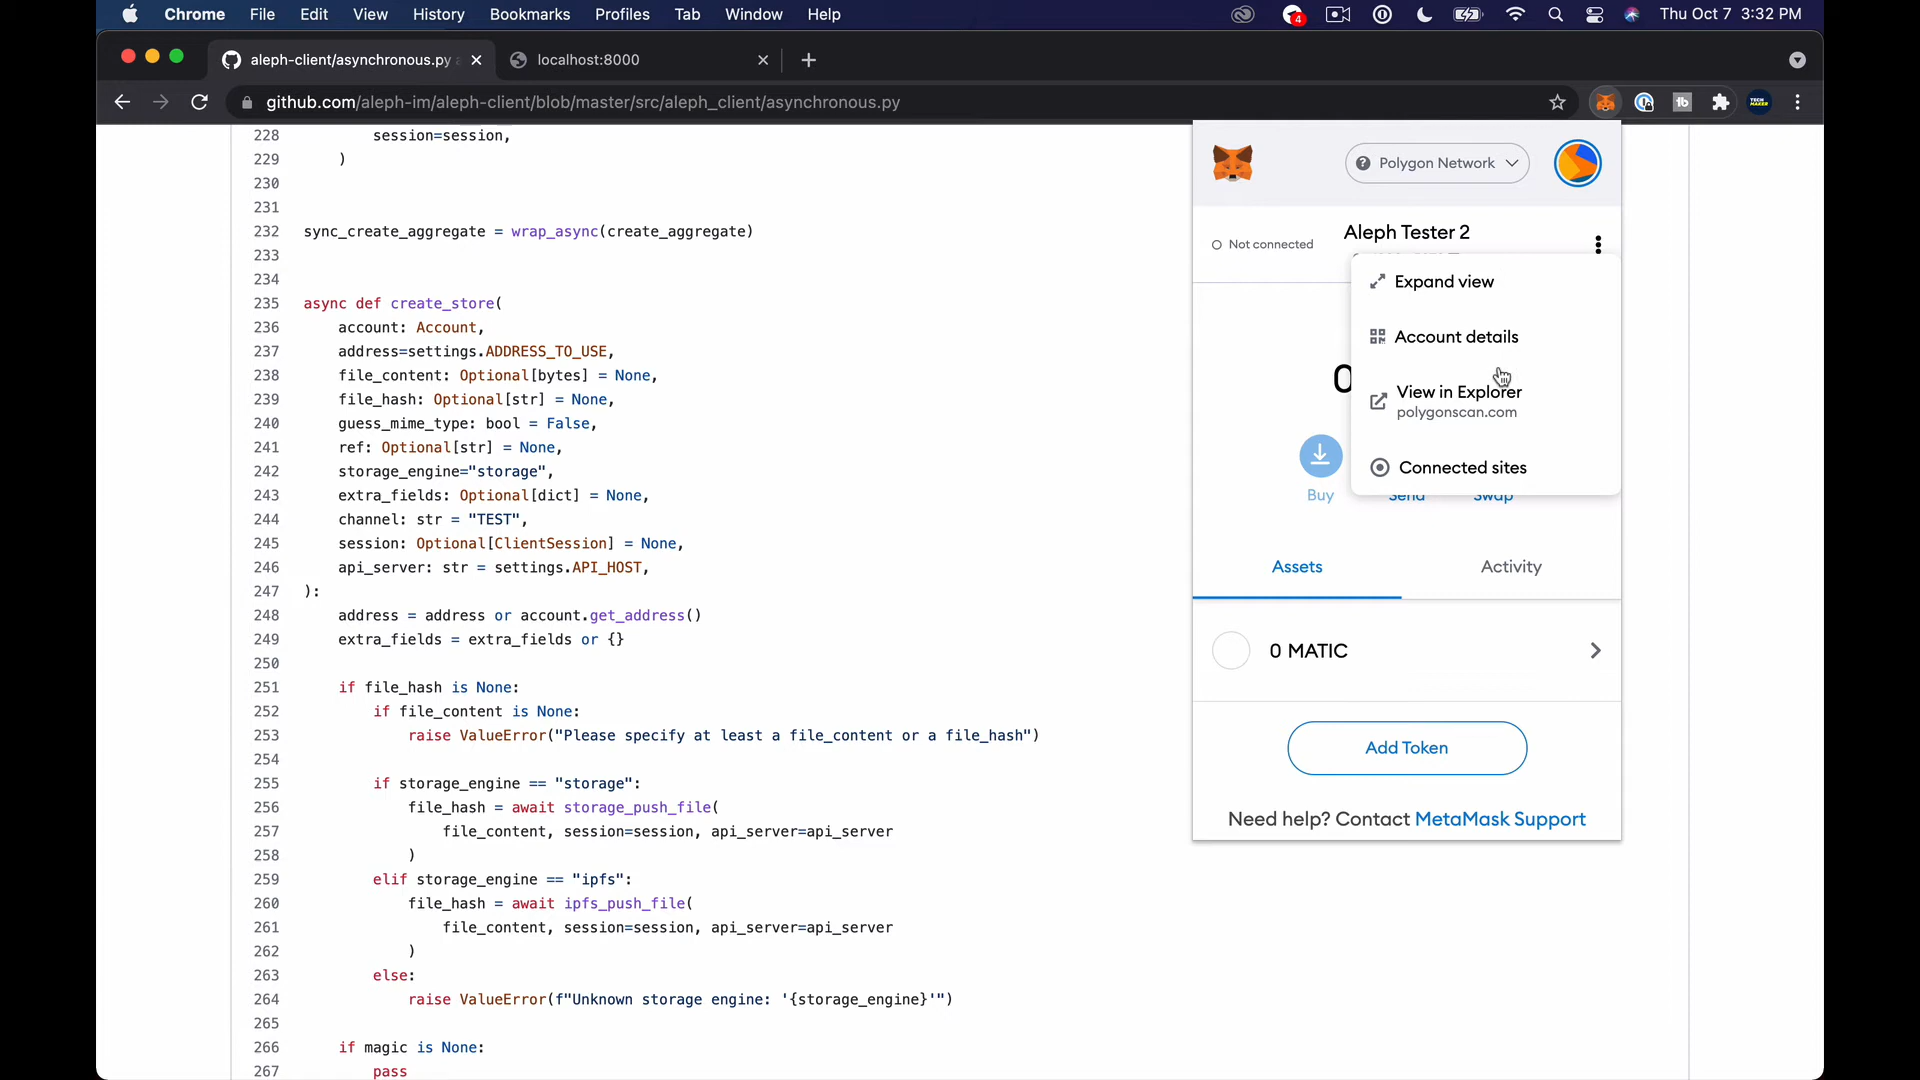 Chrome File Edit View History Bookmarks Profiles Tab Window Help
4
Thu Oct 7 3:32 PM
aleph-client/asynchronous.py
localhost:8000
github.com/aleph-im/aleph-client/blob/master/src/aleph_client/asynchronous.py
tb
TECH MAKER
228 session=session,
229 )
230
231
232 sync_create_aggregate = wrap_async(create_aggregate)
233
234
235 async def create_store(
236 account: Account,
237 address=settings.ADDRESS_TO_USE,
238 file_content: Optional[bytes] = None,
239 file_hash: Optional[str] = None,
240 guess_mime_type: bool = False,
241 ref: Optional[str] = None,
242 storage_engine="storage",
243 extra_fields: Optional[dict] = None,
244 channel: str = "TEST",
245 session: Optional[ClientSession] = None,
246 api_server: str = settings.API_HOST,
247 ):
248 address = address or account.get_address()
249 extra_fields = extra_fields or {}
250
251 if file_hash is None:
252 if file_content is None:
253 raise ValueError("Please specify at least a file_content or a file_hash")
254
255 if storage_engine == "storage":
256 file_hash = await storage_push_file(
257 file_content, session=session, api_server=api_server
258 )
259 elif storage_engine == "ipfs":
260 file_hash = await ipfs_push_file(
261 file_content, session=session, api_server=api_server
262 )
263 else:
264 raise ValueError(f"Unknown storage engine: '{storage_engine}'")
265
266 if magic is None:
267 pass
Polygon Network
Not connected
Aleph Tester 2
Expand view
Account details
View in Explorer
polygonscan.com
Connected sites
0
Buy
Send
Swap
Assets
Activity
0 MATIC
Add Token
Need help? Contact MetaMask Support